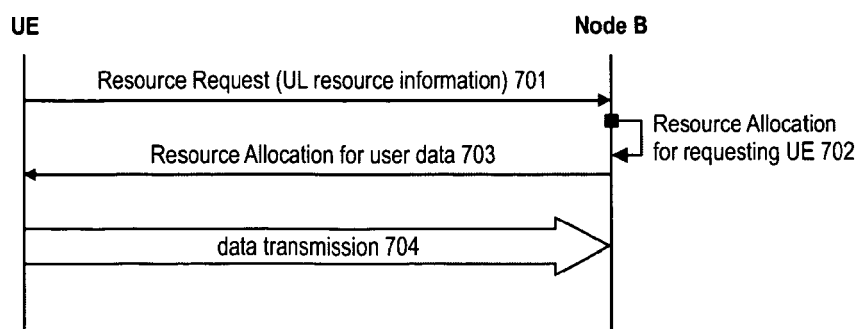 UE
Node B
Resource Request (UL resource information) 701
Resource Allocation
for requesting UE 702
Resource Allocation for user data 703
data transmission 704